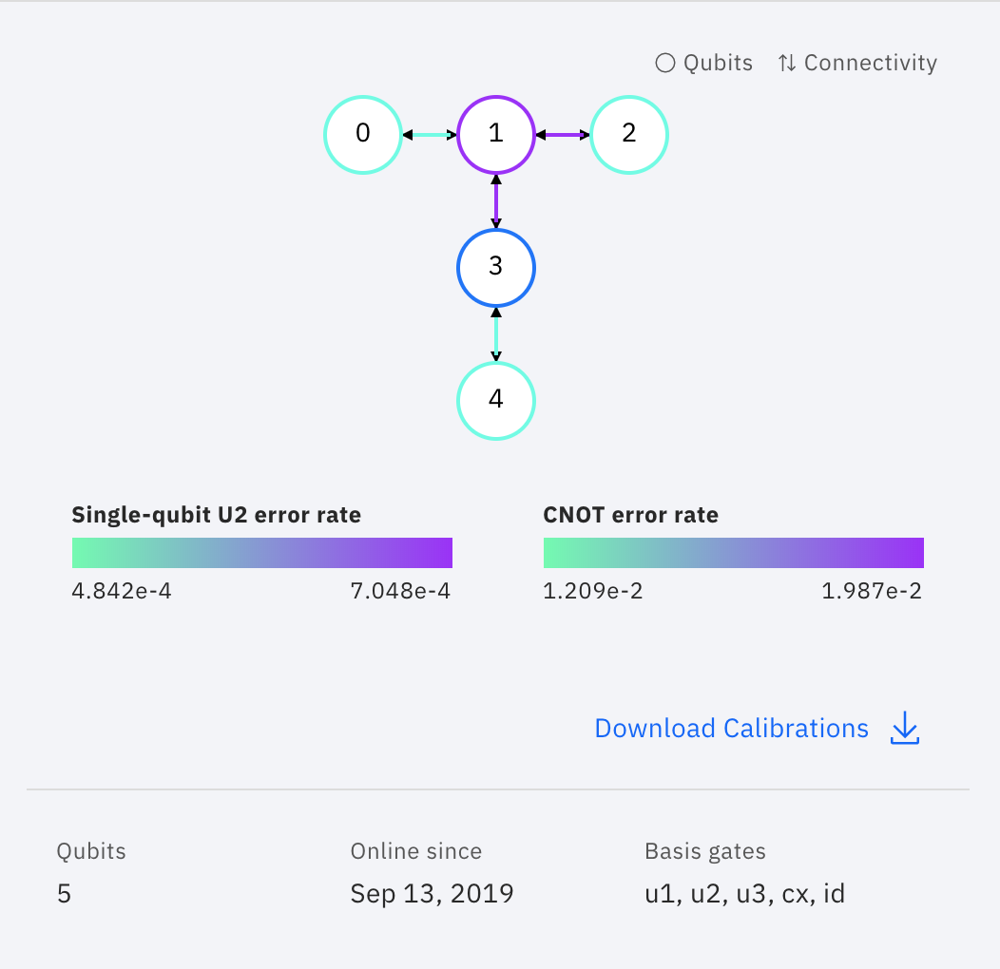 Qubits Connectivity
0 1 2
3
4
Single-qubit U2 error rate CNOT error rate
4.842e-4 7.048e-4 1.209e-2 1.987e-2
Download Calibrations
Qubits Online since Basis gates
5 Sep 13, 2019 u1, u2, u3, cx, id